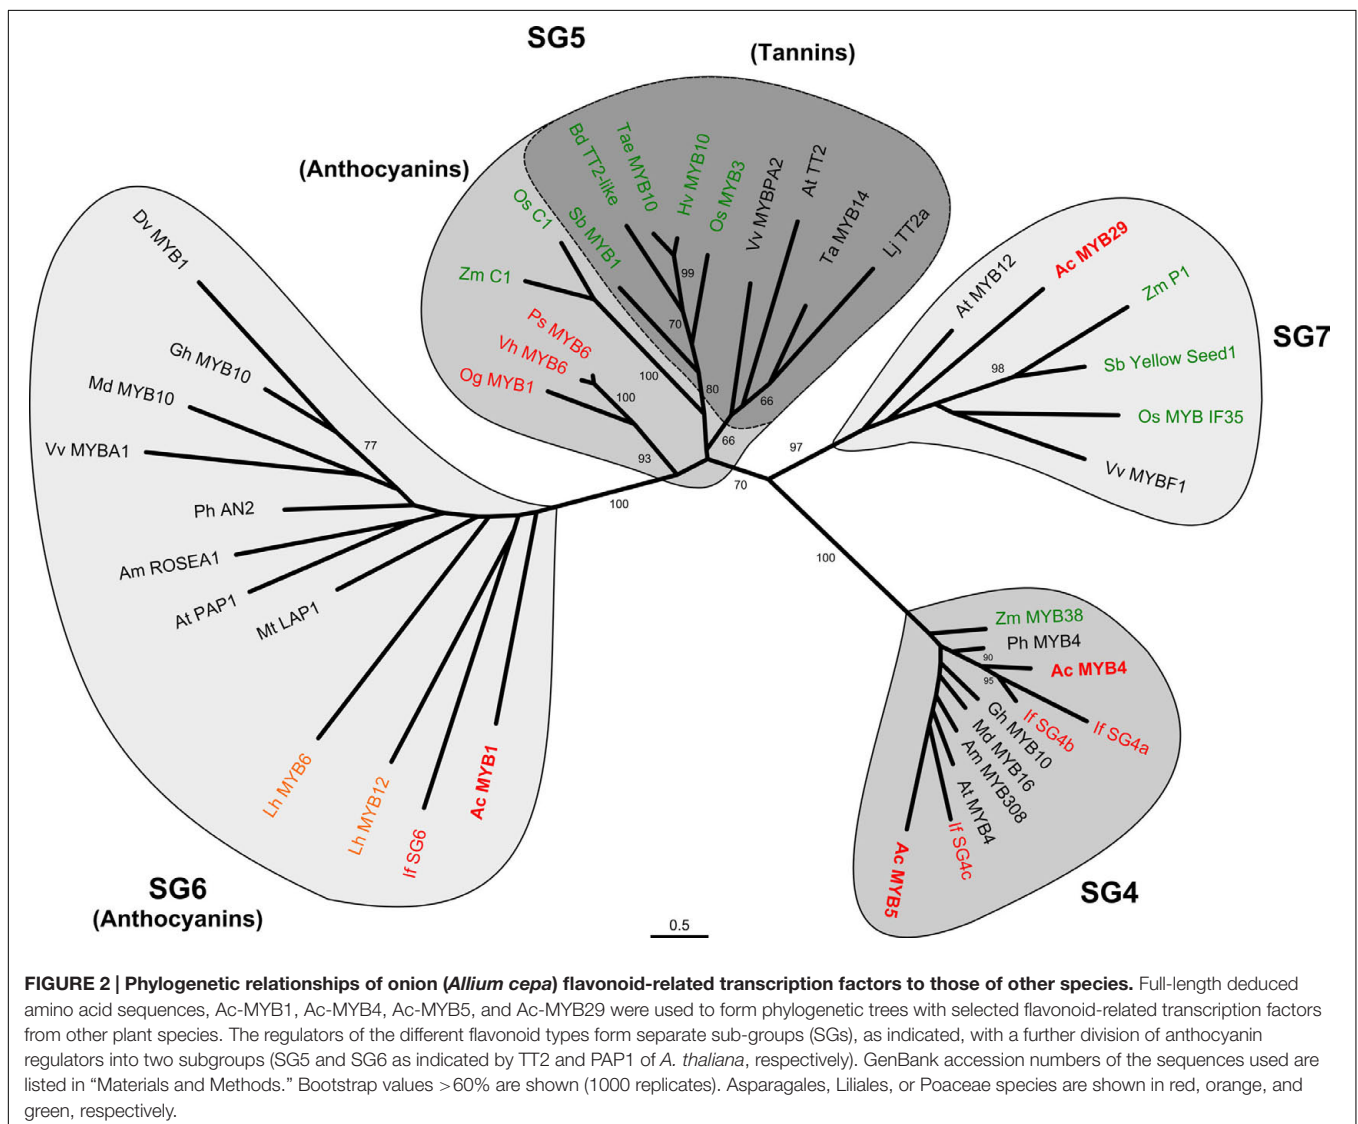 SG5
(Tannins)
(Anthocyanins)
Os C1
Zm C1
Sb MYB1
Bd TT2-like
Tae MYB10
Hv MYB10
Os MYB3
Vv MYBPA2
At TT2
Ta MYB14
Lj TT2a
Ps MYB6
Vh MYB6
Og MYB1
99
70
100
80
66
100
66
93
70
100
97
100
SG7
At MYB12
Ac MYB29
Zm P1
Sb Yellow Seed1
Os MYB IF35
Vv MYBF1
98
Dv MYB1
Gh MYB10
Md MYB10
Vv MYBA1
Ph AN2
Am ROSEA1
At PAP1
Mt LAP1
Lh MYB6
Lh MYB12
If SG6
Ac MYB1
77
SG6
(Anthocyanins)
Zm MYB38
Ph MYB4
Ac MYB4
If SG4a
If SG4b
Gh MYB10
Md MYB16
Am MYB308
At MYB4
If SG4c
Ac MYB5
90
95
SG4
0.5
FIGURE 2 | Phylogenetic relationships of onion (Allium cepa) flavonoid-related transcription factors to those of other species. Full-length deduced
amino acid sequences, Ac-MYB1, Ac-MYB4, Ac-MYB5, and Ac-MYB29 were used to form phylogenetic trees with selected flavonoid-related transcription factors
from other plant species. The regulators of the different flavonoid types form separate sub-groups (SGs), as indicated, with a further division of anthocyanin
regulators into two subgroups (SG5 and SG6 as indicated by TT2 and PAP1 of A. thaliana, respectively). GenBank accession numbers of the sequences used are
listed in “Materials and Methods.” Bootstrap values >60% are shown (1000 replicates). Asparagales, Liliales, or Poaceae species are shown in red, orange, and
green, respectively.